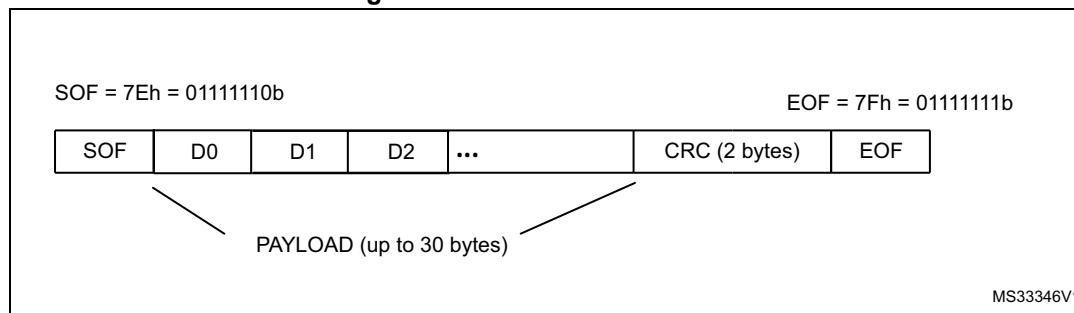 SOF = 7Eh = 01111110b
EOF = 7Fh = 01111111b
SOF D0 D1 D2 ... CRC (2 bytes) EOF
PAYLOAD (up to 30 bytes)